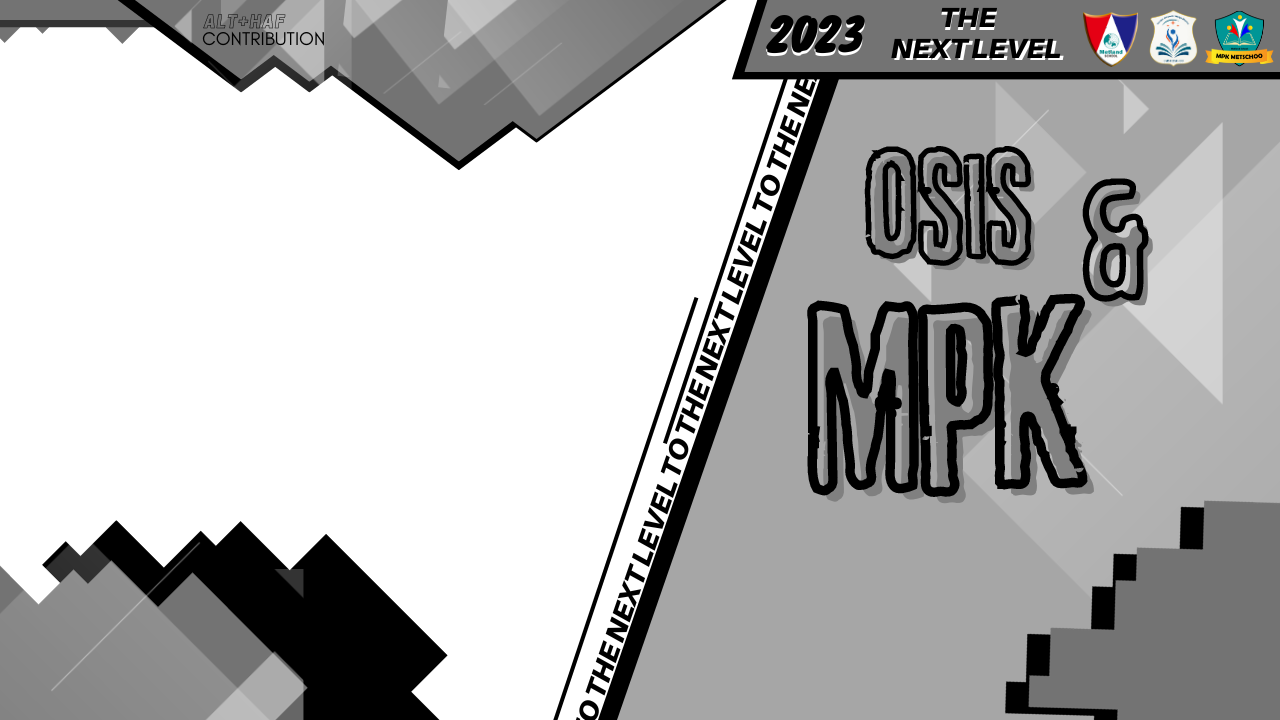 ALT+HAF
CONTRIBUTION
2023
THE
NEXT LEVEL
MetLand
MPK METSCHOO
OSIS
&
MPK
TO THE NEXT LEVEL TO THE NEXT LEVEL TO THE NE